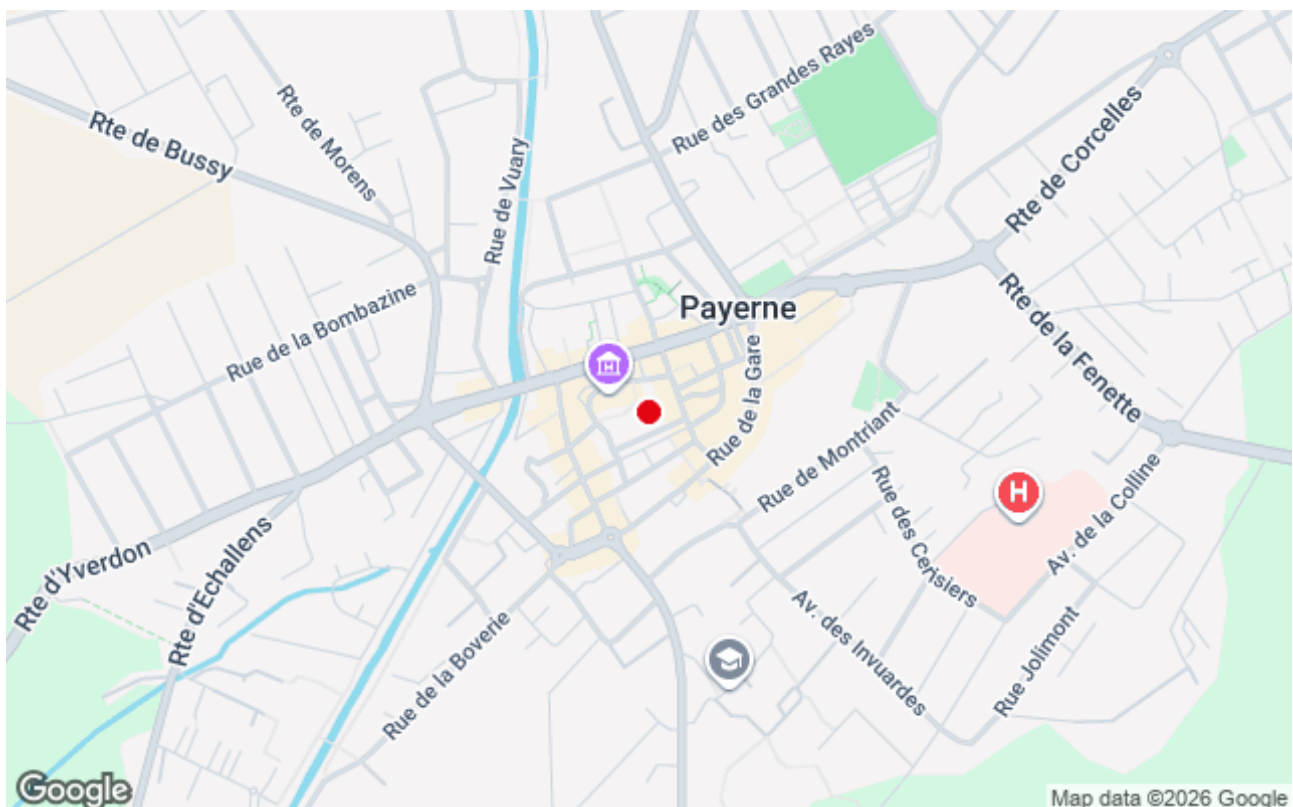 Rue des Grandes Rayes
Rte de Morens
Rte de Bussy
Rue de Vuary
Rte de Corcelles
Rue de la Bombazine
Payerne
Rte de la Fenette
Rue de la Gare
Rue de Montriant
H
Rue des Cerisiers
Av. de la Colline
Rte d'Yverdon
Rte d'Echallens
Av. des Invuardes
Rue Jolimont
Rue de la Boverie
Google
Map data ©2026 Google